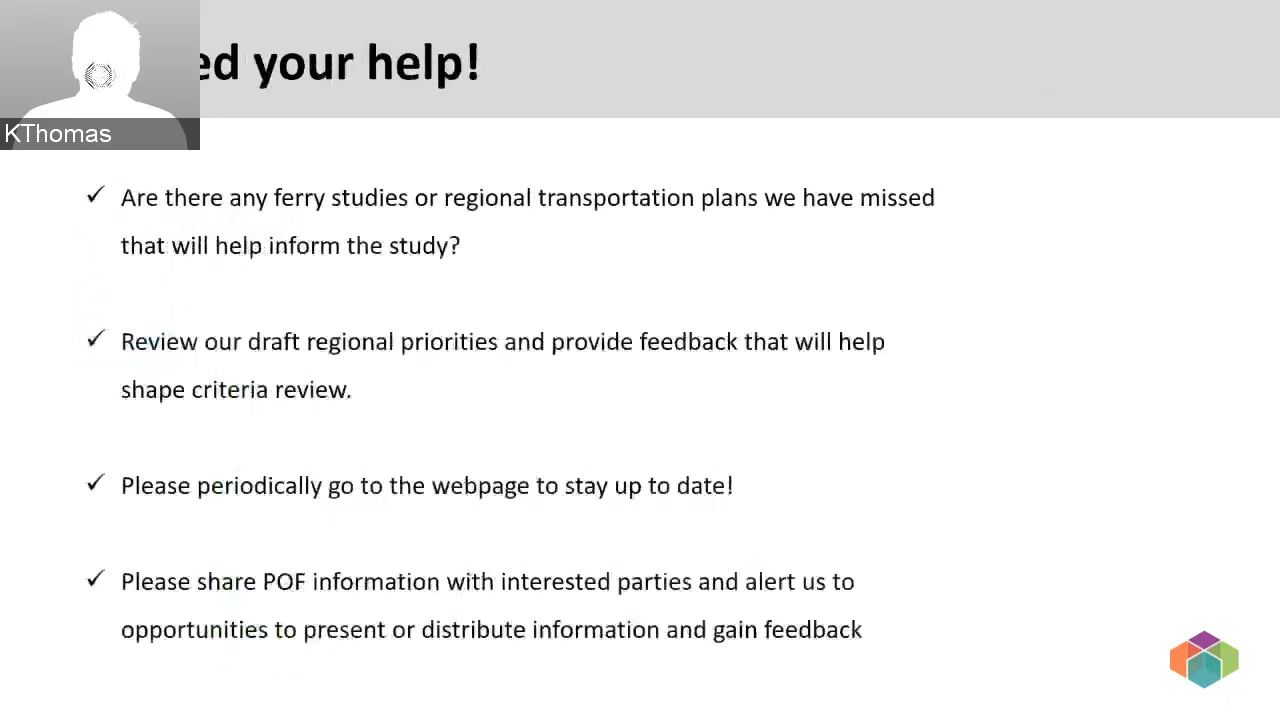 ed your help!
KThomas
✓ Are there any ferry studies or regional transportation plans we have missed
that will help inform the study?
✓ Review our draft regional priorities and provide feedback that will help
shape criteria review.
✓ Please periodically go to the webpage to stay up to date!
✓ Please share POF information with interested parties and alert us to
opportunities to present or distribute information and gain feedback